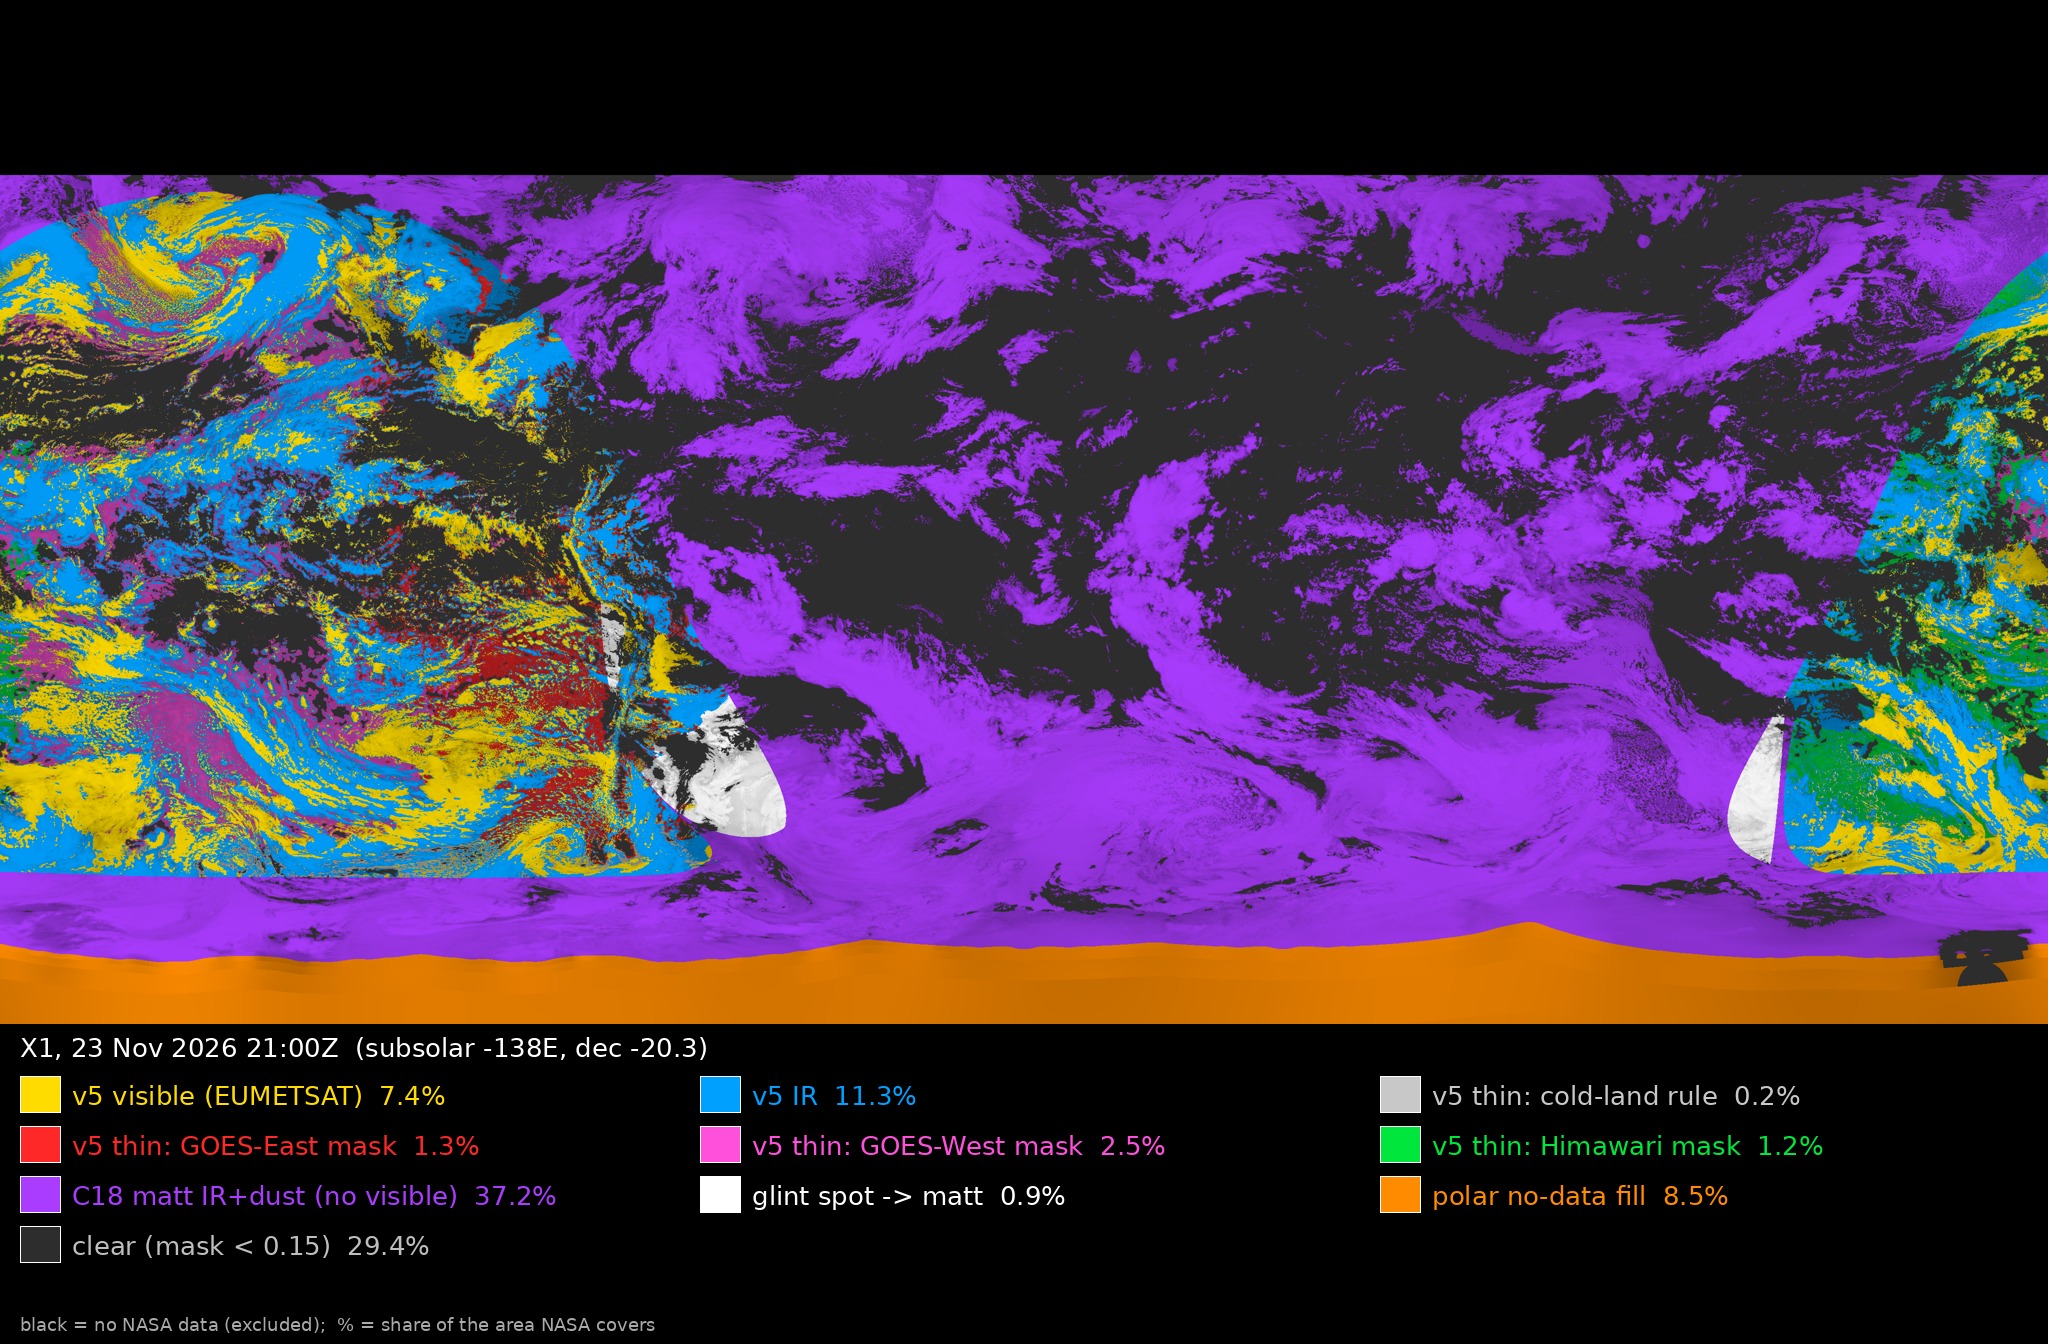 X1, 23 Nov 2026 21:00Z  (subsolar -138E, dec -20.3)
v5 visible (EUMETSAT)  7.4%
v5 IR  11.3%
v5 thin: cold-land rule  0.2%
v5 thin: GOES-East mask  1.3%
v5 thin: GOES-West mask  2.5%
v5 thin: Himawari mask  1.2%
C18 matt IR+dust (no visible)  37.2%
glint spot -> matt  0.9%
polar no-data fill  8.5%
clear (mask < 0.15)  29.4%
black = no NASA data (excluded);  % = share of the area NASA covers